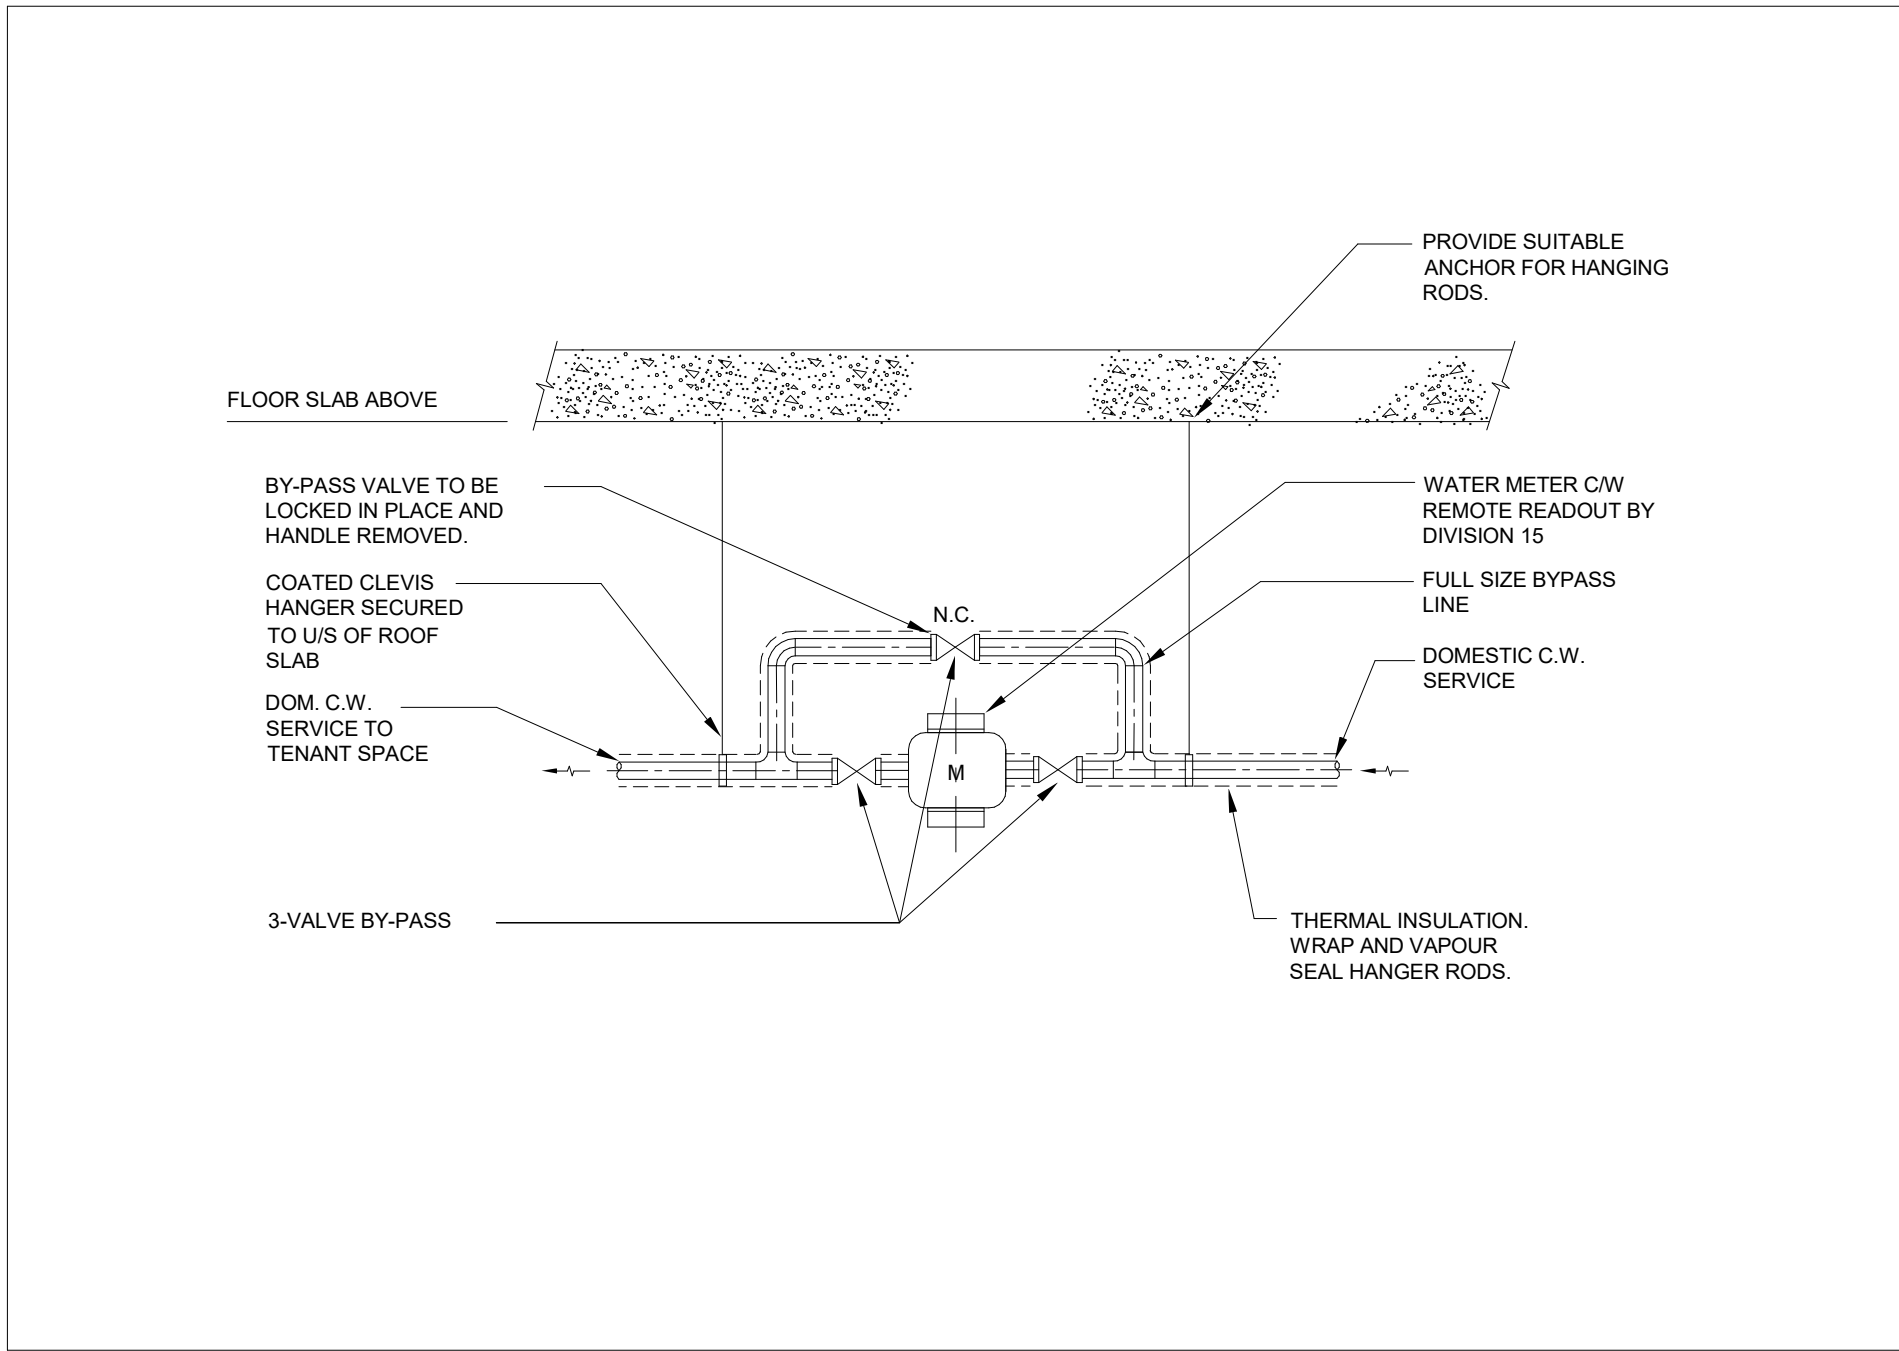 PROVIDE SUITABLE
ANCHOR FOR HANGING
RODS.
FLOOR SLAB ABOVE
BY-PASS VALVE TO BE
LOCKED IN PLACE AND
HANDLE REMOVED.
WATER METER C/W
REMOTE READOUT BY
DIVISION 15
COATED CLEVIS
HANGER SECURED
TO U/S OF ROOF
SLAB
FULL SIZE BYPASS
LINE
N.C.
DOMESTIC C.W.
SERVICE
DOM. C.W.
SERVICE TO
TENANT SPACE
M
3-VALVE BY-PASS
THERMAL INSULATION.
WRAP AND VAPOUR
SEAL HANGER RODS.